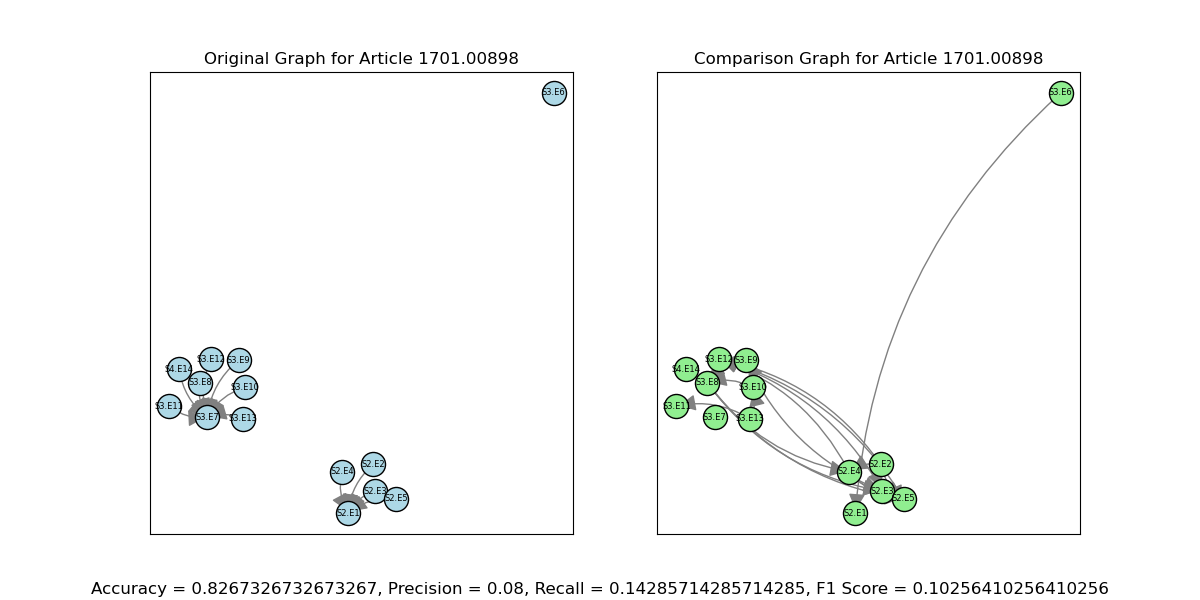 Original Graph for Article 1701.00898
Comparison Graph for Article 1701.00898
S3.E6
S3.E6
S3.E12
S3.E9
S4.E14
S3.E8
S3.E10
S3.E11
S3.E7
S3.E13
S2.E4
S2.E2
S2.E3
S2.E5
S2.E1
S3.E12
S3.E9
S4.E14
S3.E8
S3.E10
S3.E11
S3.E7
S3.E13
S2.E4
S2.E2
S2.E3
S2.E5
S2.E1
Accuracy = 0.8267326732673267, Precision = 0.08, Recall = 0.14285714285714285, F1 Score = 0.10256410256410256